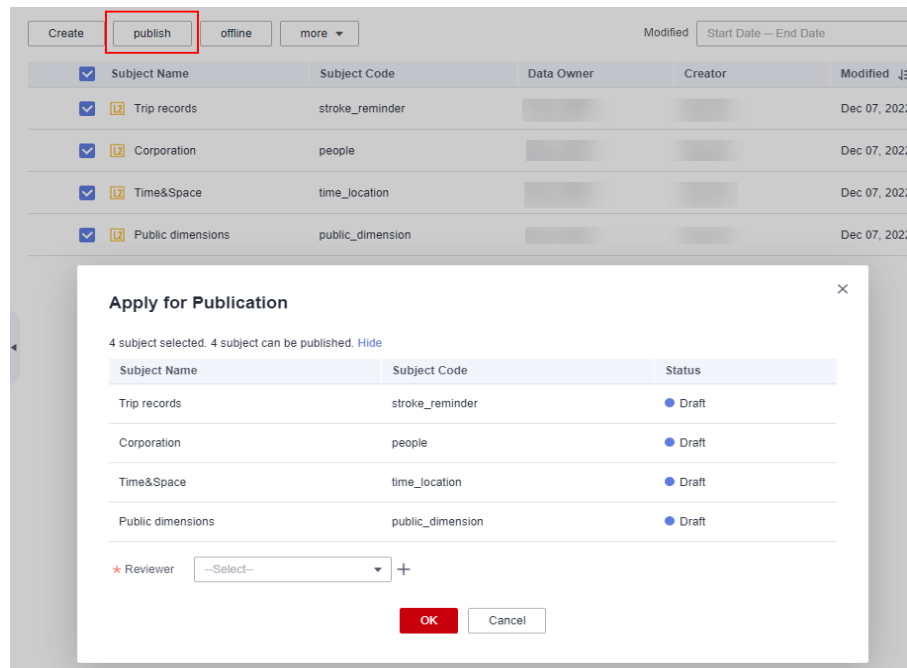 Create publish offline more Modified Start Date – End Date
Subject Name Subject Code Data Owner Creator Modified
L2 Trip records stroke_reminder Dec 07, 2022
L2 Corporation people Dec 07, 2022
L2 Time&Space time_location Dec 07, 2022
L2 Public dimensions public_dimension Dec 07, 2022
Apply for Publication
4 subject selected. 4 subject can be published. Hide
Subject Name Subject Code Status
Trip records stroke_reminder Draft
Corporation people Draft
Time&Space time_location Draft
Public dimensions public_dimension Draft
* Reviewer --Select--
OK Cancel